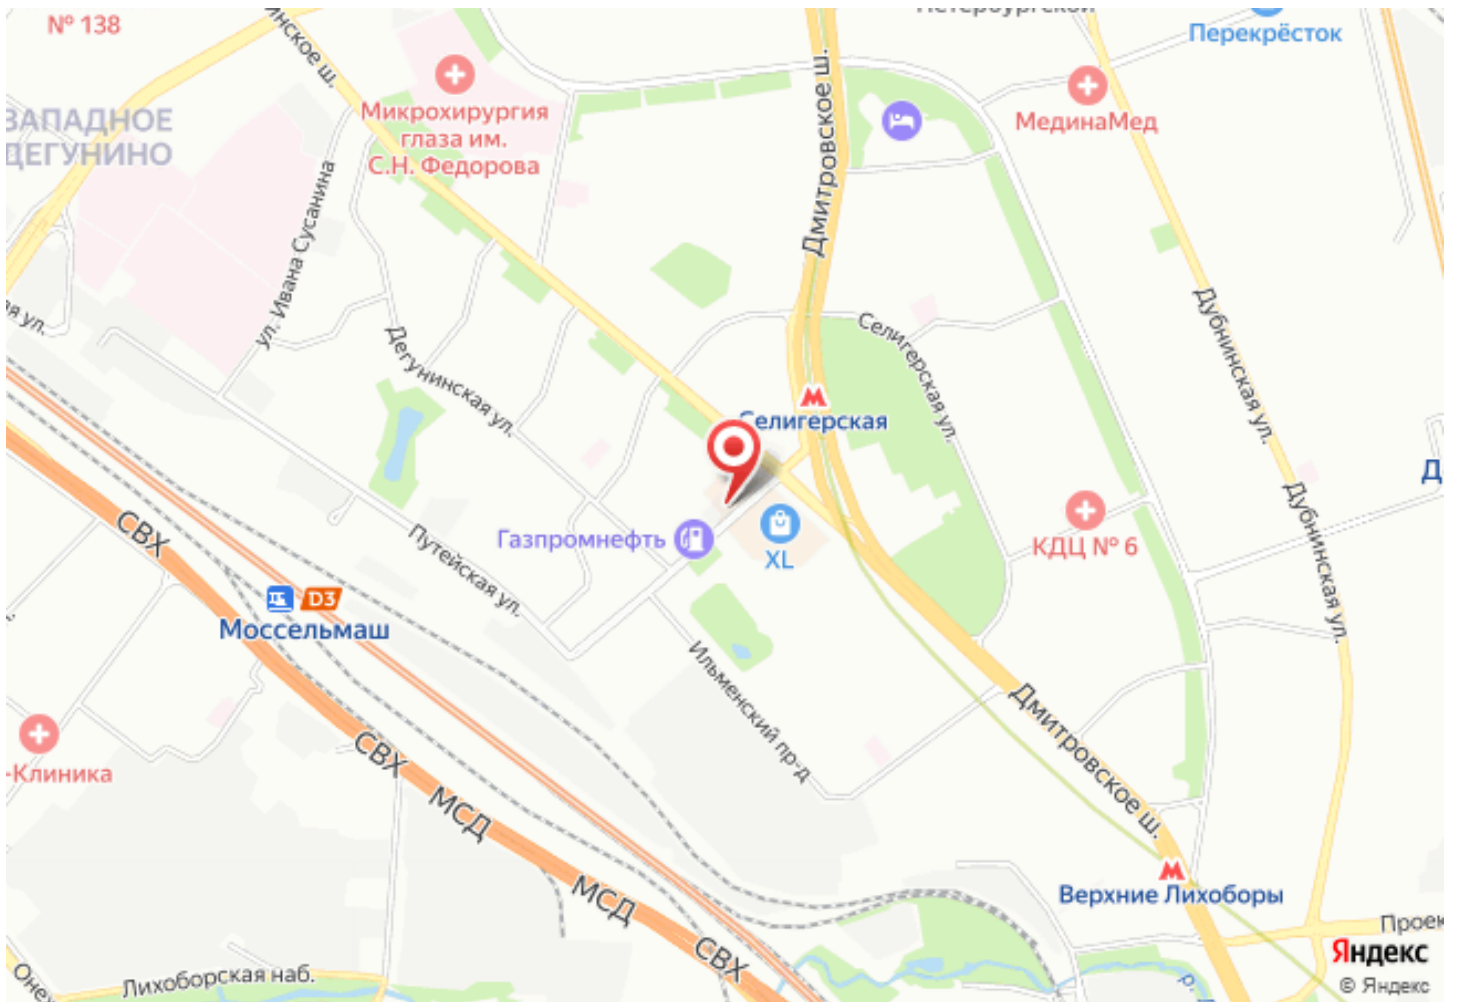 № 138
Перекрёсток
Микрохирургия
глаза им.
С.Н. Федорова
МединаМед
ЗАПАДНОЕ
ДЕГУНИНО
Дмитровское ш.
ул. Ивана Сусанина
Дегунинская ул.
Селигерская ул.
Дубнинская ул.
Селигерская
Дубнинская ул.
СВХ
Путейская ул.
Газпромнефть
XL
КДЦ № 6
D3
Моссельмаш
Ильменский пр-д
Дмитровское ш.
-Клиника
СВХ
МСД
МСД
СВХ
Верхние Лихоборы
Лихоборская наб.
Яндекс
© Яндекс